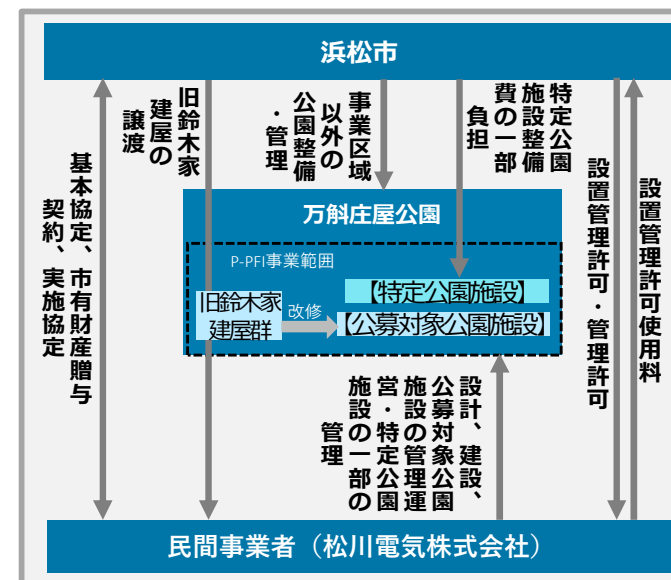 浜松市
基本協定、市有財産贈与
契約、実施協定
旧鈴木家
建屋の
譲渡
事業区域
以外の
公園整備
・管理
特定公園
施設整備
費の一部
負担
設置管理許可・管理許可
設置管理許可使用料
万斛庄屋公園
P-PFI事業範囲
旧鈴木家
建屋群
改修
【特定公園施設】
【公募対象公園施設】
設計、建設、
公募対象公園
施設の管理運
営・特定公園
施設の一部の
管理
民間事業者（松川電気株式会社）